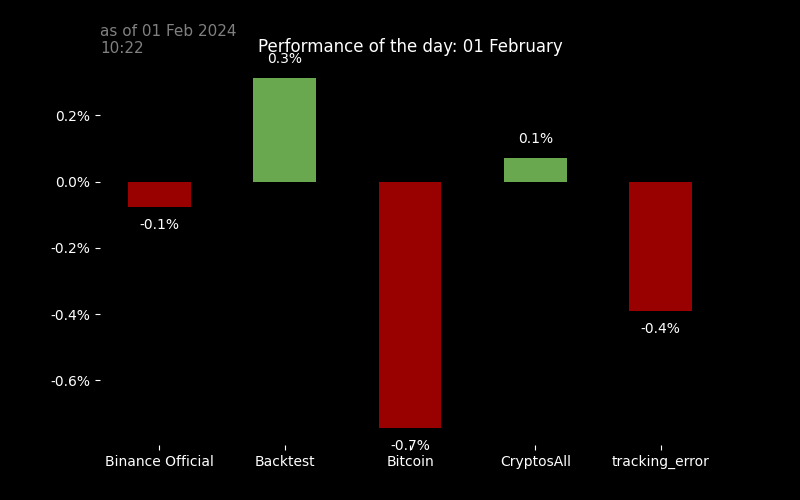 as of 01 Feb 2024
10:22
Performance of the day: 01 February
0.3%
0.2%
0.1%
0.0%
-0.1%
-0.2%
-0.4%
-0.4%
-0.6%
-0.7%
Binance Official
Backtest
Bitcoin
CryptosAll
tracking_error